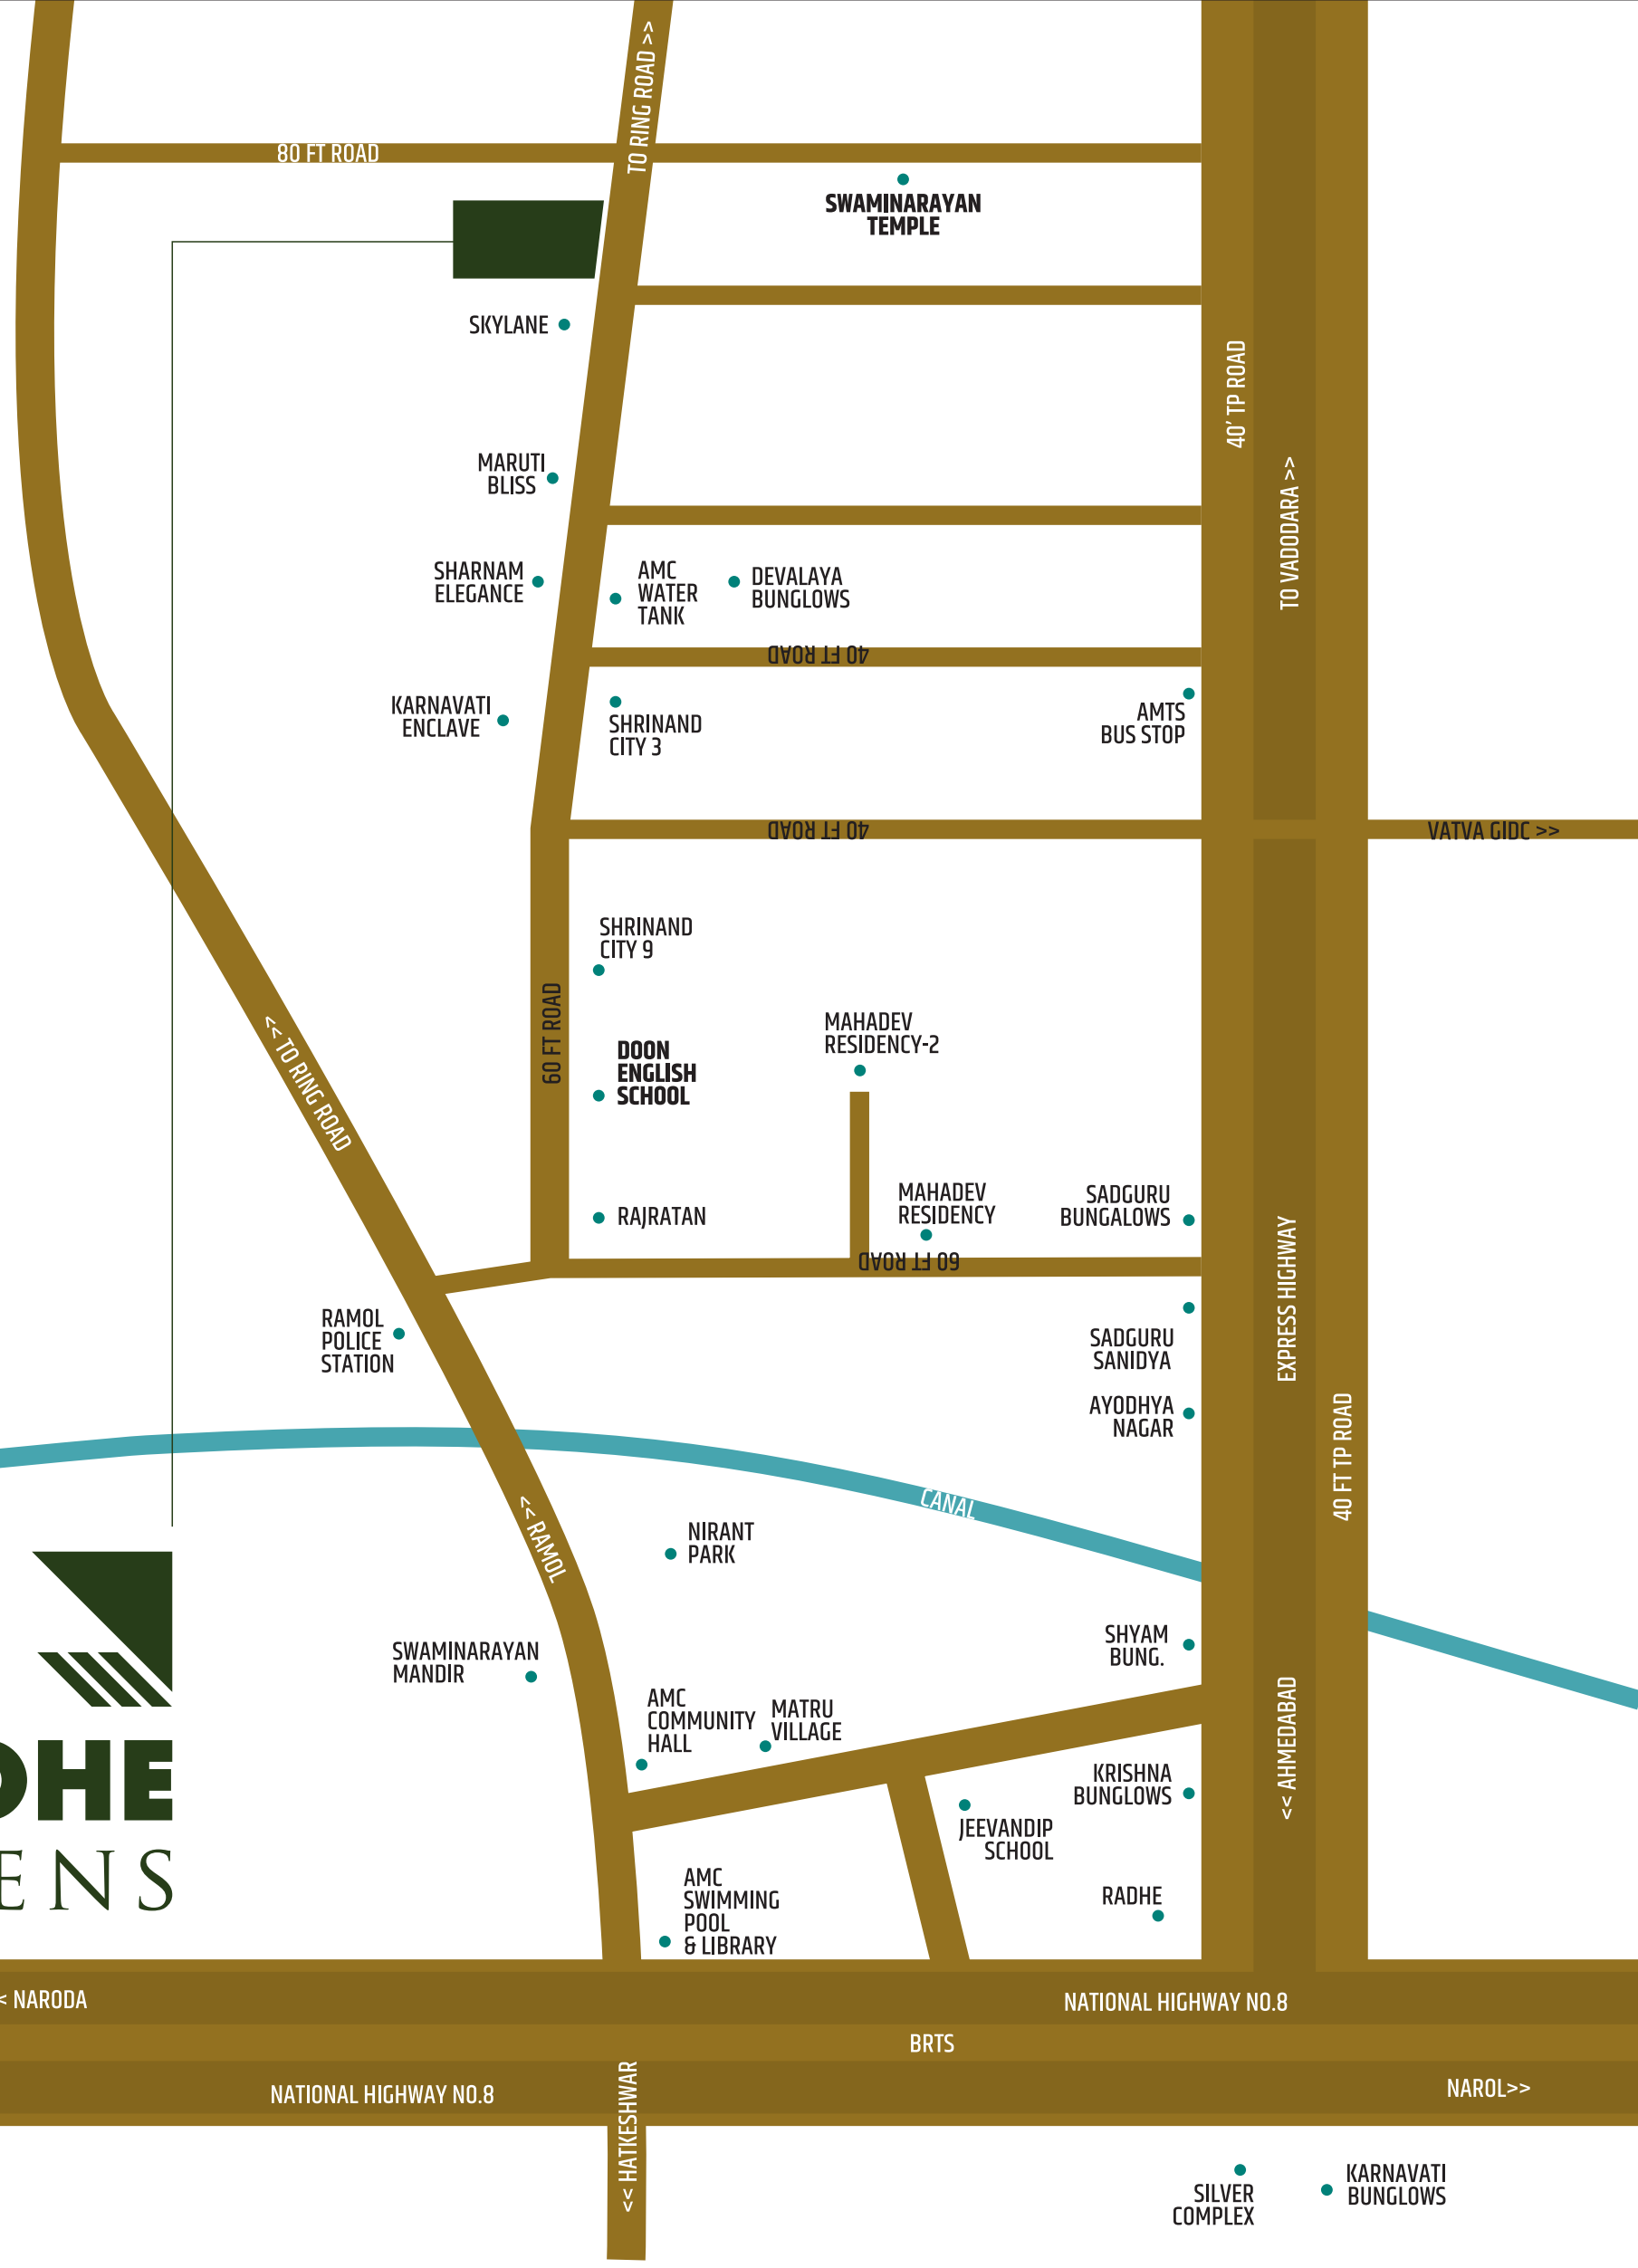 TO RING ROAD >>
80 FT ROAD
SWAMINARAYAN
TEMPLE
SKYLANE
40' TP ROAD
MARUTI
BLISS
TO VADODARA >>
SHARNAM
ELEGANCE
AMC
WATER
TANK
DEVALAYA
BUNGLOWS
40 FT ROAD
KARNAVATI
ENCLAVE
SHRINAND
CITY 3
AMTS
BUS STOP
40 FT ROAD
VATVA GIDC >>
SHRINAND
CITY 9
60 FT ROAD
<< TO RING ROAD
DOON
ENGLISH
SCHOOL
MAHADEV
RESIDENCY-2
RAJRATAN
MAHADEV
RESIDENCY
SADGURU
BUNGALOWS
60 FT ROAD
EXPRESS HIGHWAY
RAMOL
POLICE
STATION
SADGURU
SANIDYA
AYODHYA
NAGAR
40 FT TP ROAD
CANAL
<< RAMOL
NIRANT
PARK
SWAMINARAYAN
MANDIR
SHYAM
BUNG.
AMC
COMMUNITY
HALL
MATRU
VILLAGE
<< AHMEDABAD
KRISHNA
BUNGLOWS
JEEVANDIP
SCHOOL
OHE
ENS
AMC
SWIMMING
POOL
& LIBRARY
RADHE
< NARODA
NATIONAL HIGHWAY NO.8
BRTS
NATIONAL HIGHWAY NO.8
NAROL>>
<< HATKESHWAR
SILVER
COMPLEX
KARNAVATI
BUNGLOWS